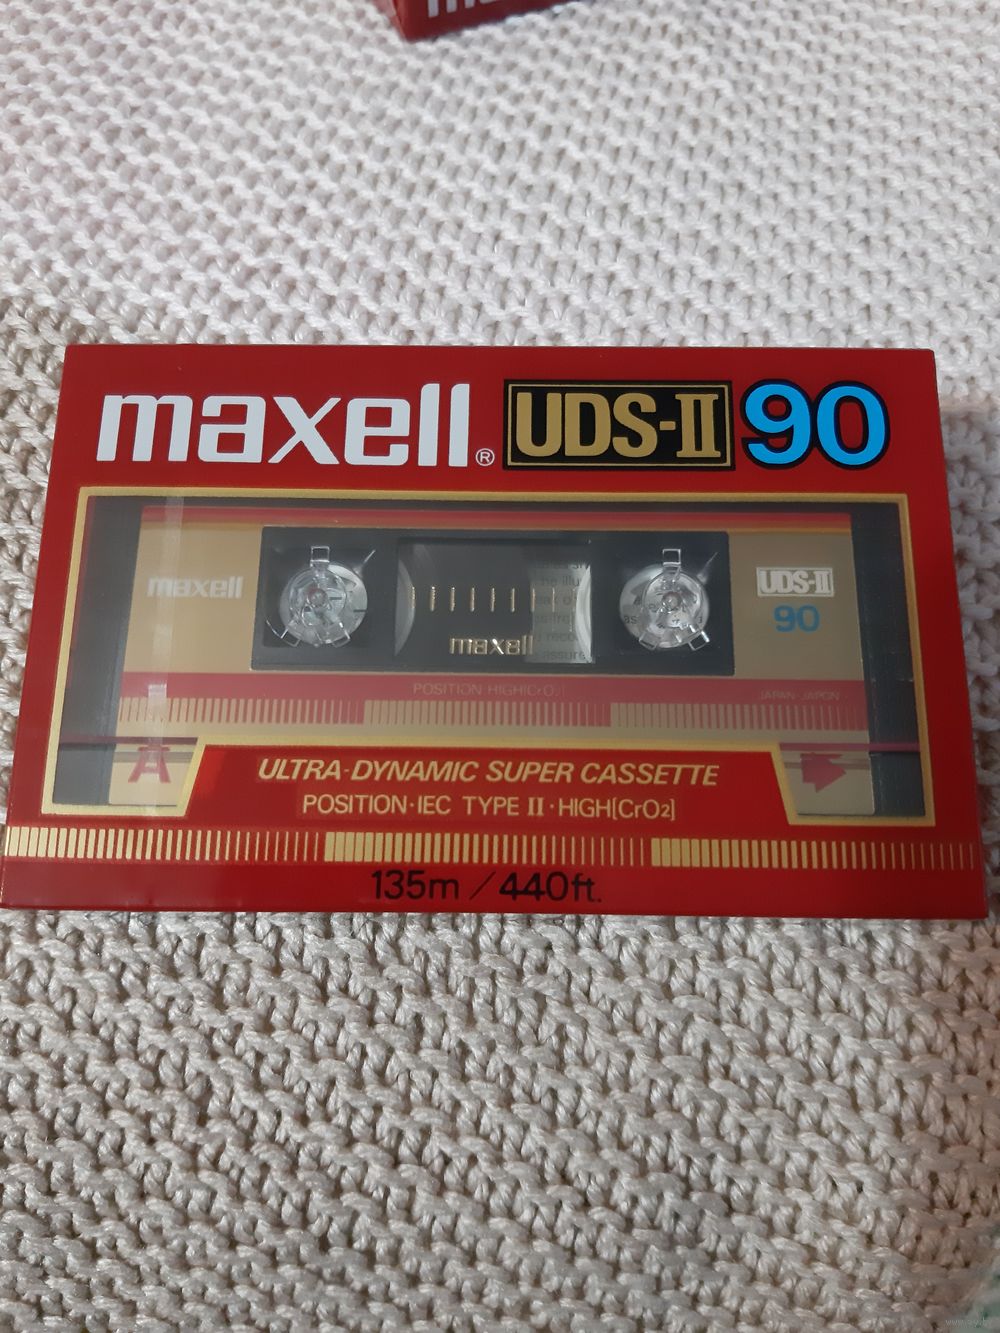 maxell® UDS-II 90
maxell
UDS-II
90
maxell
POSITION HIGH(CrO2)
JAPAN·JAPON
A
ULTRA-DYNAMIC SUPER CASSETTE
POSITION·IEC TYPE II·HIGH[CrO2]
135m / 440ft.